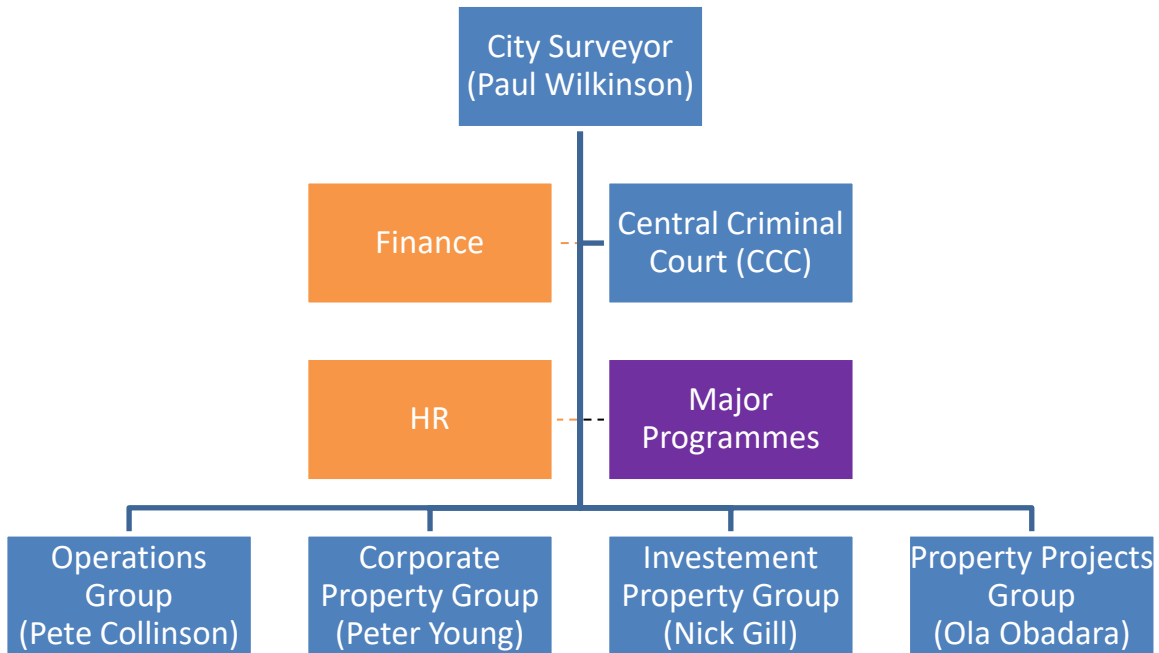 City Surveyor
(Paul Wilkinson)
Finance
Central Criminal
Court (CCC)
HR
Major
Programmes
Operations
Group
(Pete Collinson)
Corporate
Property Group
(Peter Young)
Investement
Property Group
(Nick Gill)
Property Projects
Group
(Ola Obadara)